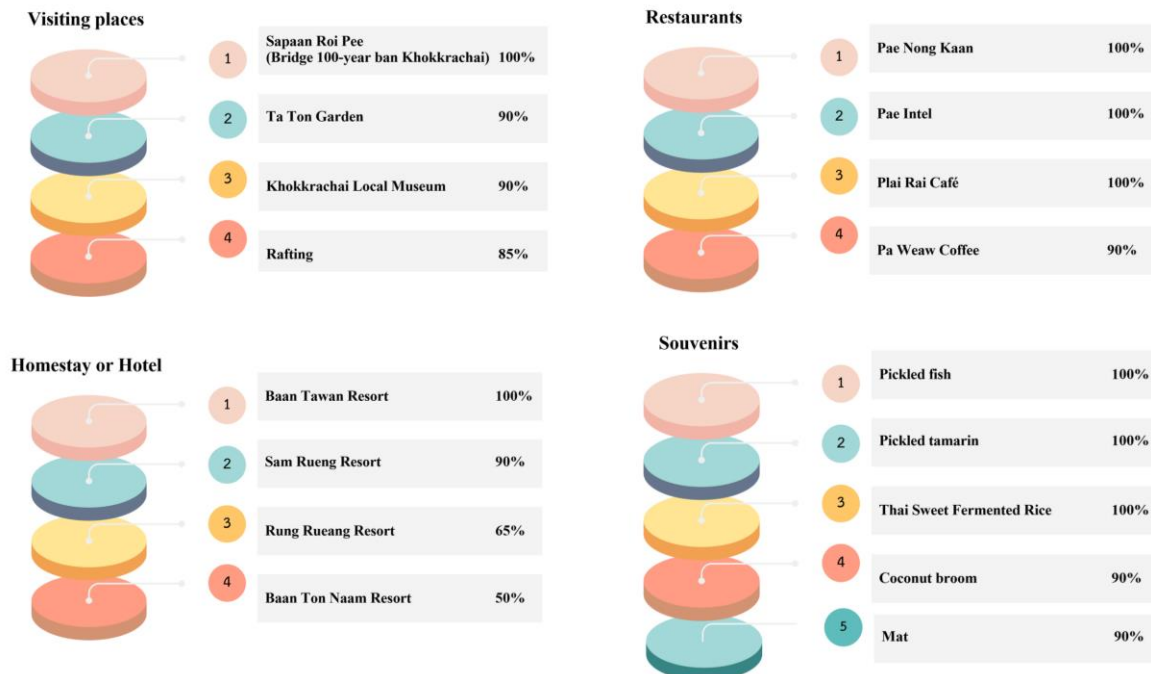 Visiting places
1
Sapaan Roi Pee
(Bridge 100-year ban Khokkrachai) 100%
2
Ta Ton Garden 90%
3
Khokkrachai Local Museum 90%
4
Rafting 85%
Restaurants
1
Pae Nong Kaan 100%
2
Pae Intel 100%
3
Plai Rai Café 100%
4
Pa Weaw Coffee 90%
Homestay or Hotel
1
Baan Tawan Resort 100%
2
Sam Rueng Resort 90%
3
Rung Rueang Resort 65%
4
Baan Ton Naam Resort 50%
Souvenirs
1
Pickled fish 100%
2
Pickled tamarin 100%
3
Thai Sweet Fermented Rice 100%
4
Coconut broom 90%
5
Mat 90%